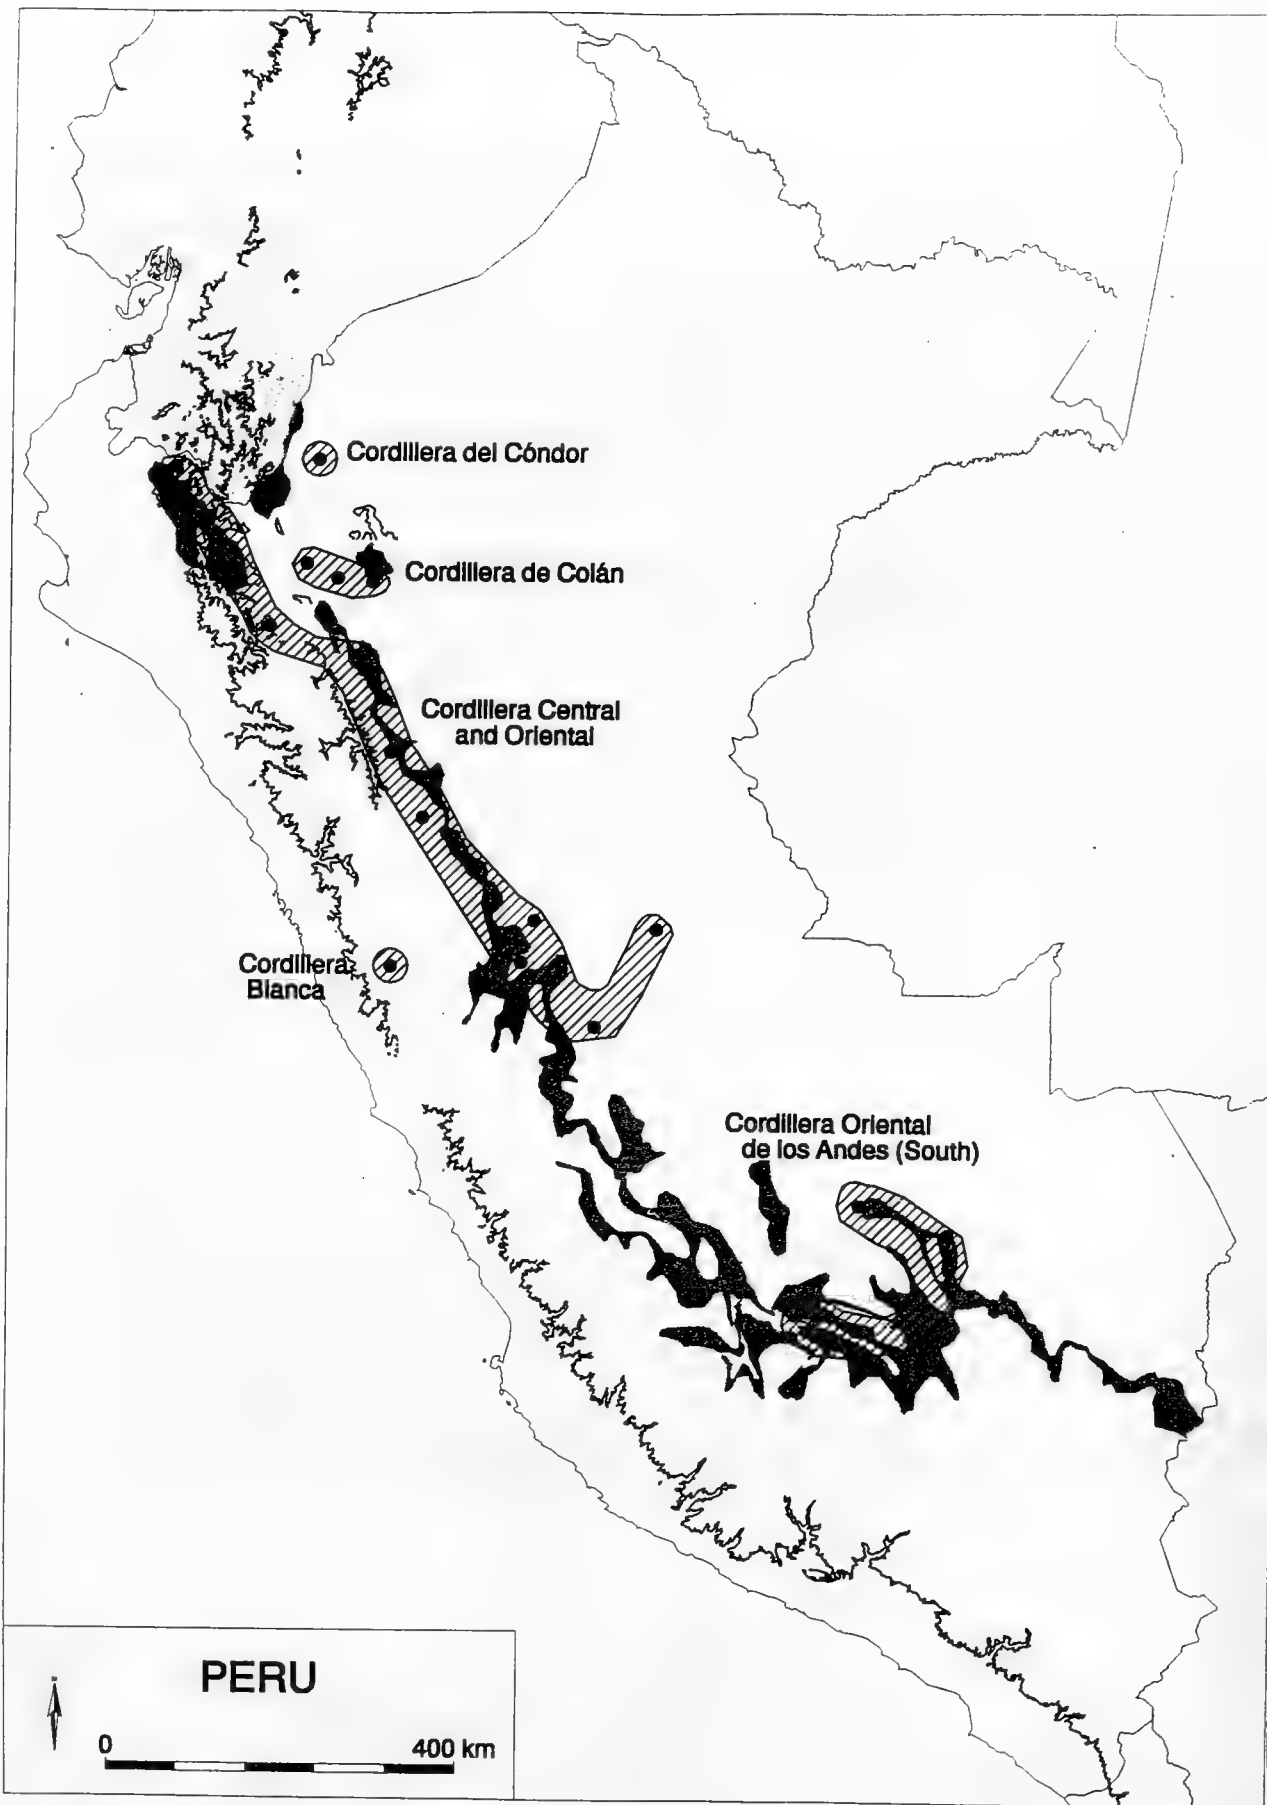 Cordillera del Cóndor
Cordillera de Colán
Cordillera Central
and Oriental
Cordillera
Blanca
Cordillera Oriental
de los Andes (South)
PERU
0 400 km